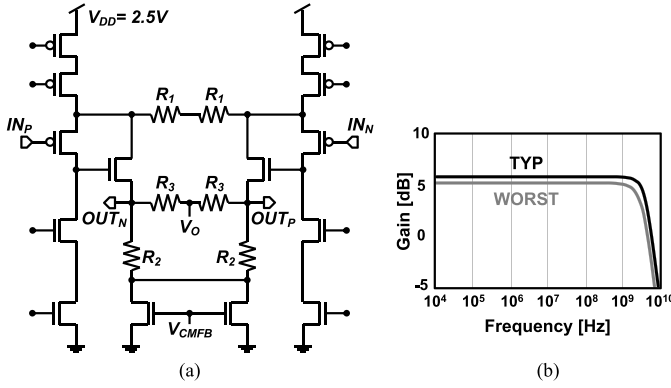 V_DD = 2.5V
R_1 R_1
IN_P IN_N
R_3 R_3
OUT_N V_O OUT_P
R_2 R_2
V_CMFB
(a)
10
5
0
-5
Gain [dB]
TYP
WORST
10^4 10^5 10^6 10^7 10^8 10^9 10^10
Frequency [Hz]
(b)